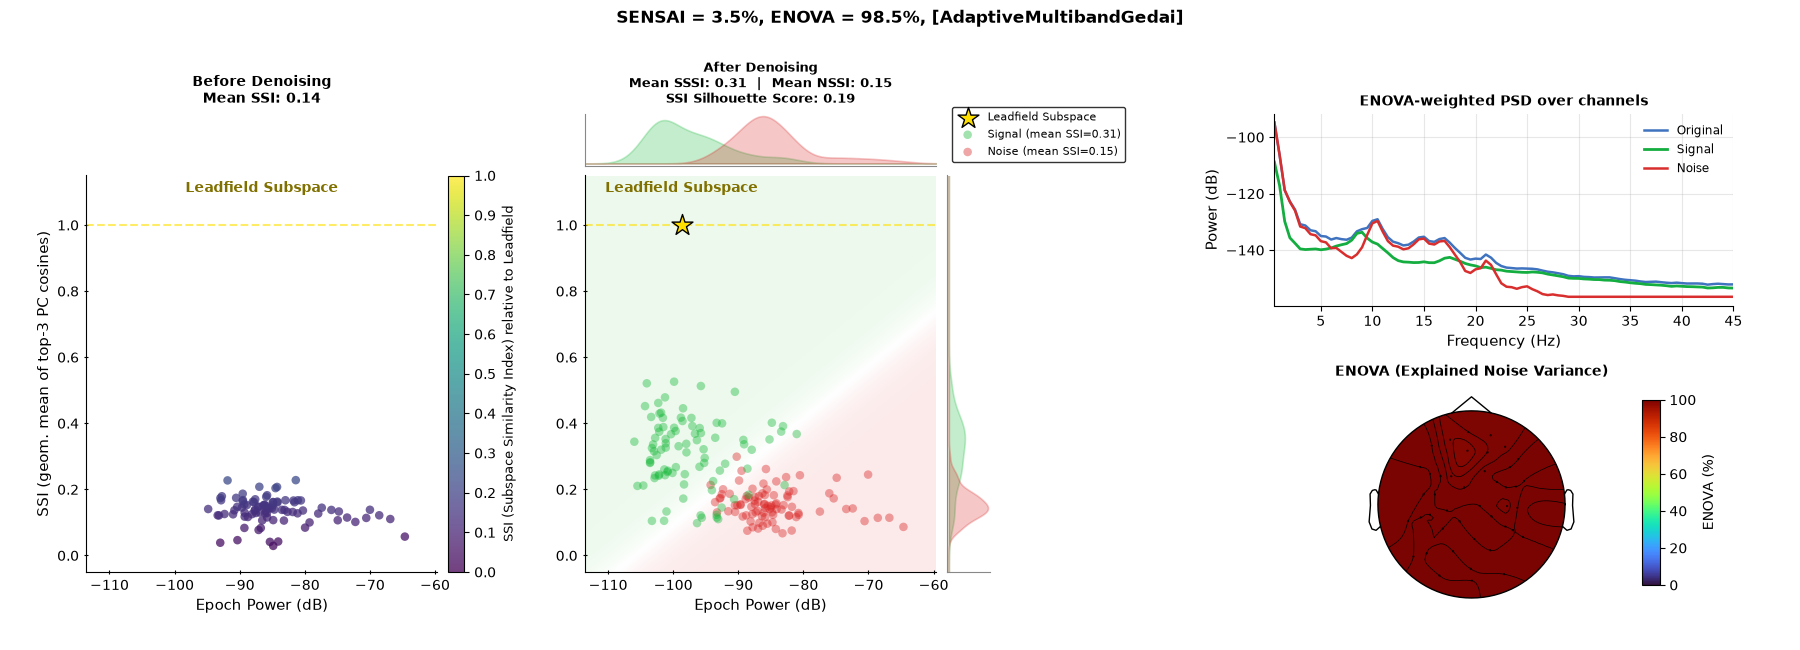 SENSAI = 3.5%, ENOVA = 98.5%, [AdaptiveMultibandGedai]
Before Denoising
Mean SSI: 0.14
Leadfield Subspace
1.0
0.8
0.6
0.4
0.2
0.0
SSI (geom. mean of top-3 PC cosines)
−110
−100
−90
−80
−70
−60
Epoch Power (dB)
1.0
0.9
0.8
0.7
0.6
0.5
0.4
0.3
0.2
0.1
0.0
SSI (Subspace Similarity Index) relative to Leadfield
After Denoising
Mean SSSI: 0.31 | Mean NSSI: 0.15
SSI Silhouette Score: 0.19
Leadfield Subspace
Signal (mean SSI=0.31)
Noise (mean SSI=0.15)
Leadfield Subspace
1.0
0.8
0.6
0.4
0.2
0.0
−110
−100
−90
−80
−70
−60
Epoch Power (dB)
ENOVA-weighted PSD over channels
Original
Signal
Noise
−100
−120
−140
Power (dB)
5
10
15
20
25
30
35
40
45
Frequency (Hz)
ENOVA (Explained Noise Variance)
100
80
60
40
20
0
ENOVA (%)